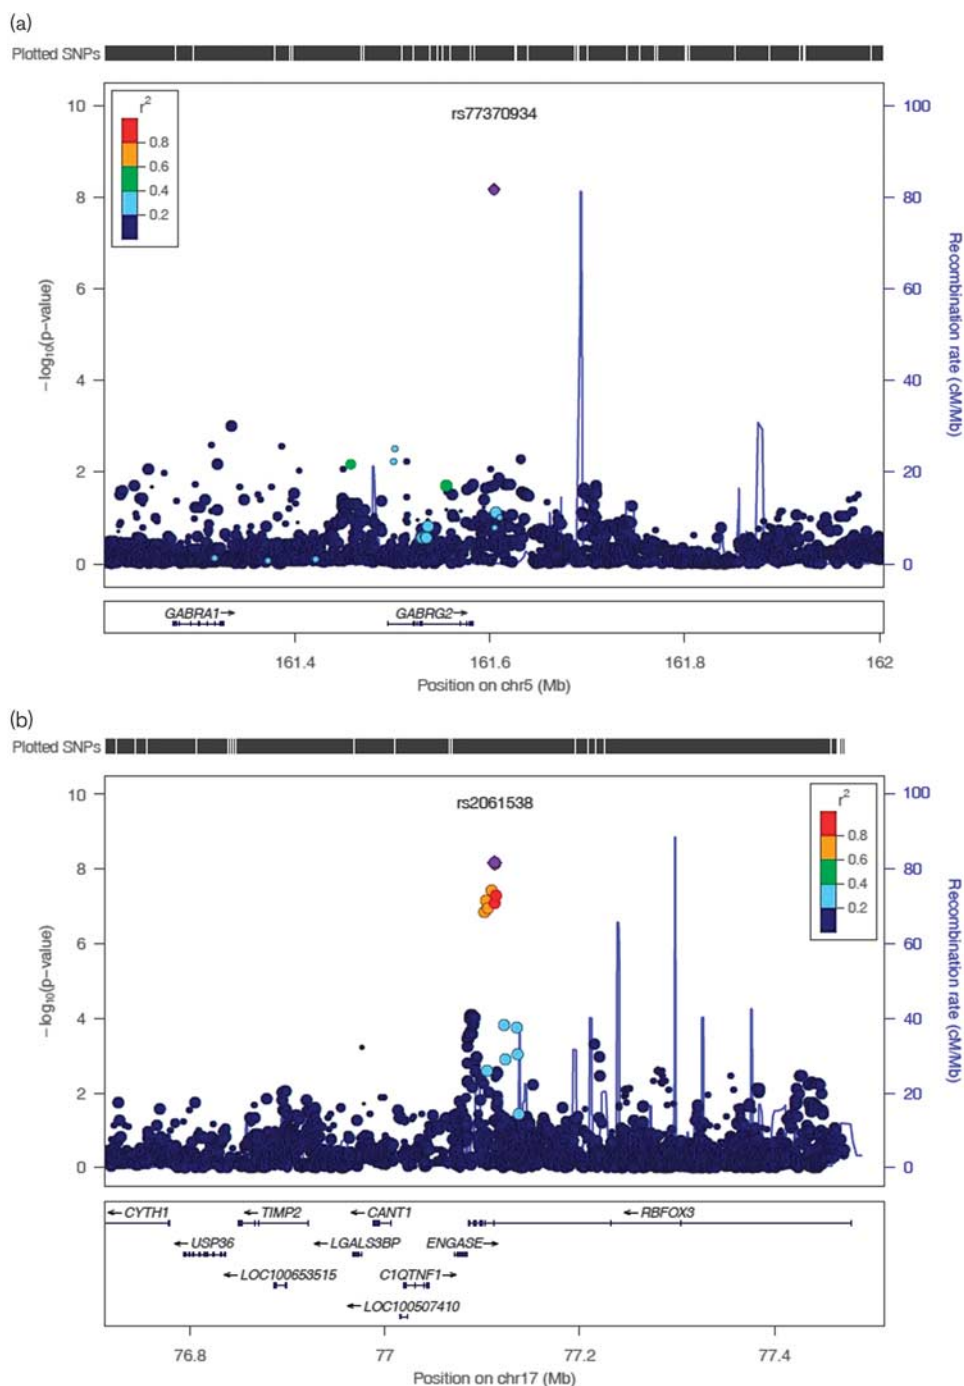 (a)
Plotted SNPs
r2
0.8
0.6
0.4
0.2
rs77370934
10
8
6
4
2
0
−log10(p−value)
100
80
60
40
20
0
Recombination rate (cM/Mb)
GABRA1→
GABRG2→
161.4 161.6 161.8 162
Position on chr5 (Mb)
(b)
Plotted SNPs
rs2061538
r2
0.8
0.6
0.4
0.2
10
8
6
4
2
0
−log10(p−value)
100
80
60
40
20
0
Recombination rate (cM/Mb)
←CYTH1 ←TIMP2 ←CANT1 ←RBFOX3
←USP36 ←LGALS3BP ENGASE→
←LOC100653515 C1QTNF1→
←LOC100507410
76.8 77 77.2 77.4
Position on chr17 (Mb)